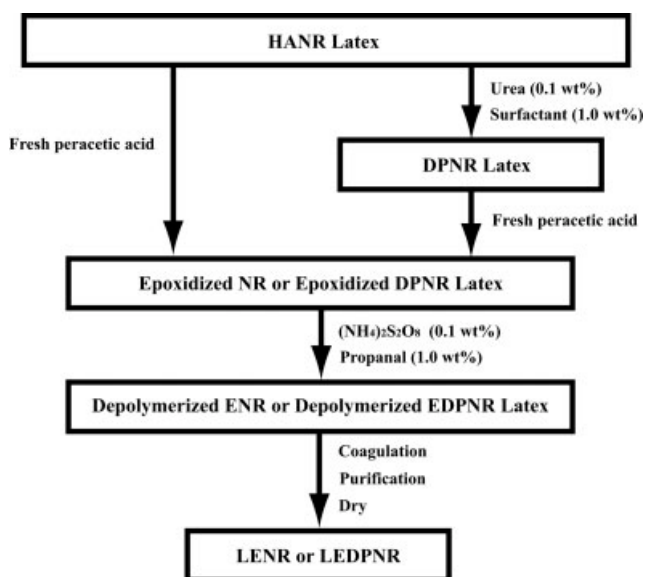 HANR Latex
Urea (0.1 wt%)
Surfactant (1.0 wt%)
Fresh peracetic acid
DPNR Latex
Fresh peracetic acid
Epoxidized NR or Epoxidized DPNR Latex
(NH₄)₂S₂O₈ (0.1 wt%)
Propanal (1.0 wt%)
Depolymerized ENR or Depolymerized EDPNR Latex
Coagulation
Purification
Dry
LENR or LEDPNR